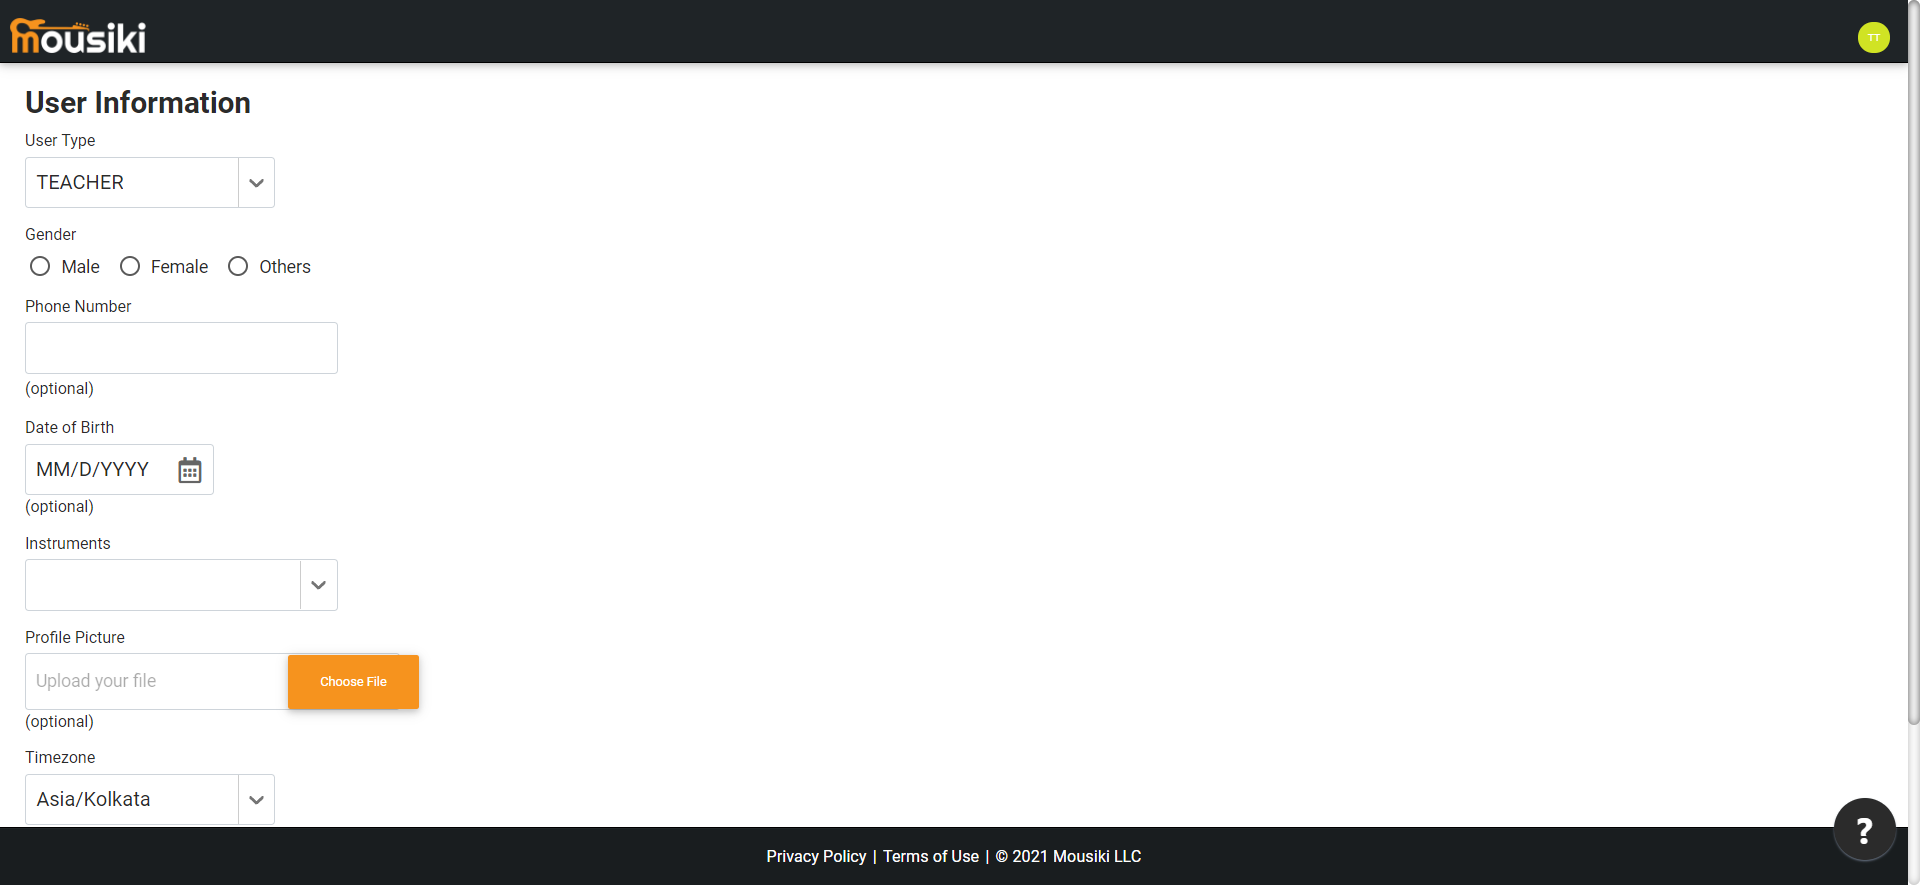 mousiki
TT
User Information
User Type
TEACHER
Gender
Male Female Others
Phone Number
(optional)
Date of Birth
MM/D/YYYY
(optional)
Instruments
Profile Picture
Upload your file Choose File
(optional)
Timezone
Asia/Kolkata
?
Privacy Policy | Terms of Use | © 2021 Mousiki LLC